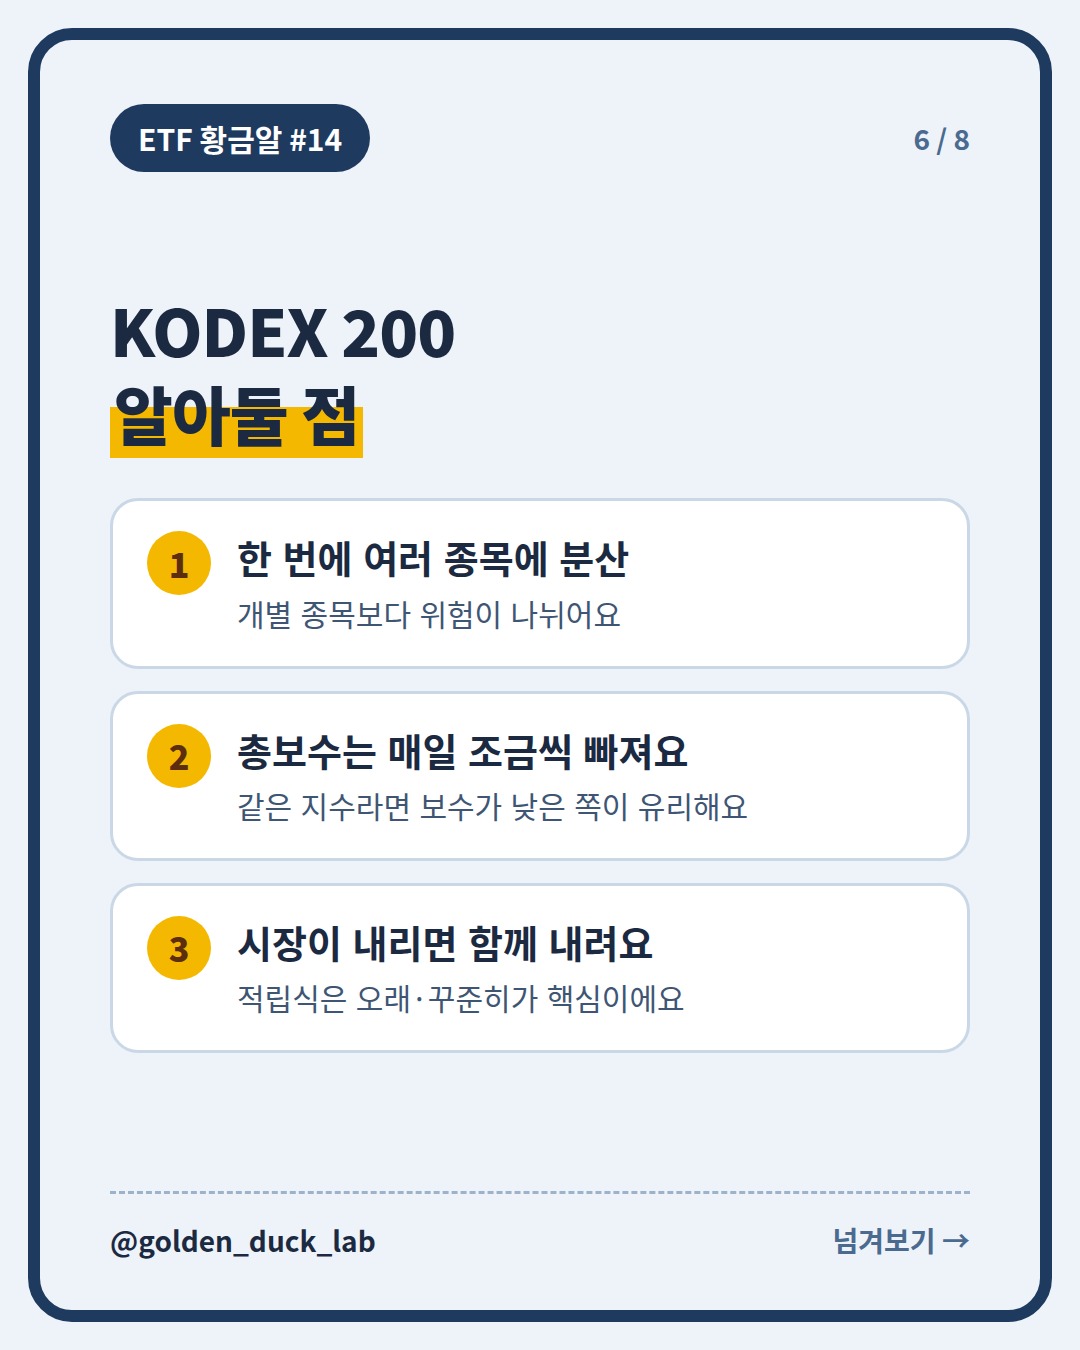 ETF 황금알 #14
6 / 8
KODEX 200
알아둘 점
1
한 번에 여러 종목에 분산
개별 종목보다 위험이 나뉘어요
2
총보수는 매일 조금씩 빠져요
같은 지수라면 보수가 낮은 쪽이 유리해요
3
시장이 내리면 함께 내려요
적립식은 오래·꾸준히가 핵심이에요
@golden_duck_lab
넘겨보기 →